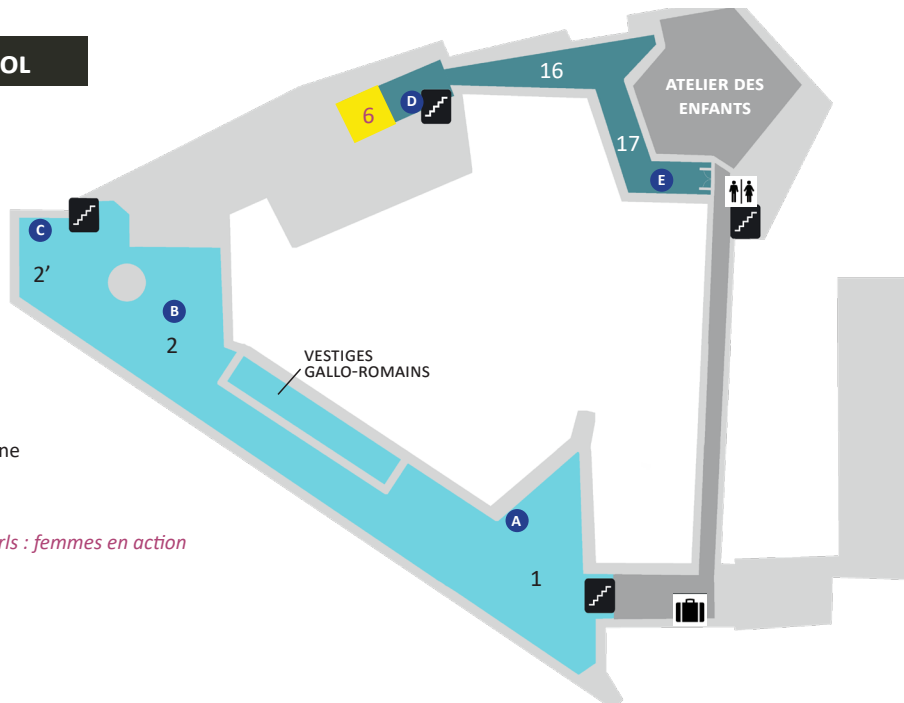 OL
16
ATELIER DES
ENFANTS
6
D
17
E
C
2’
B
2
VESTIGES
GALLO-ROMAINS
ne
rls : femmes en action
A
1